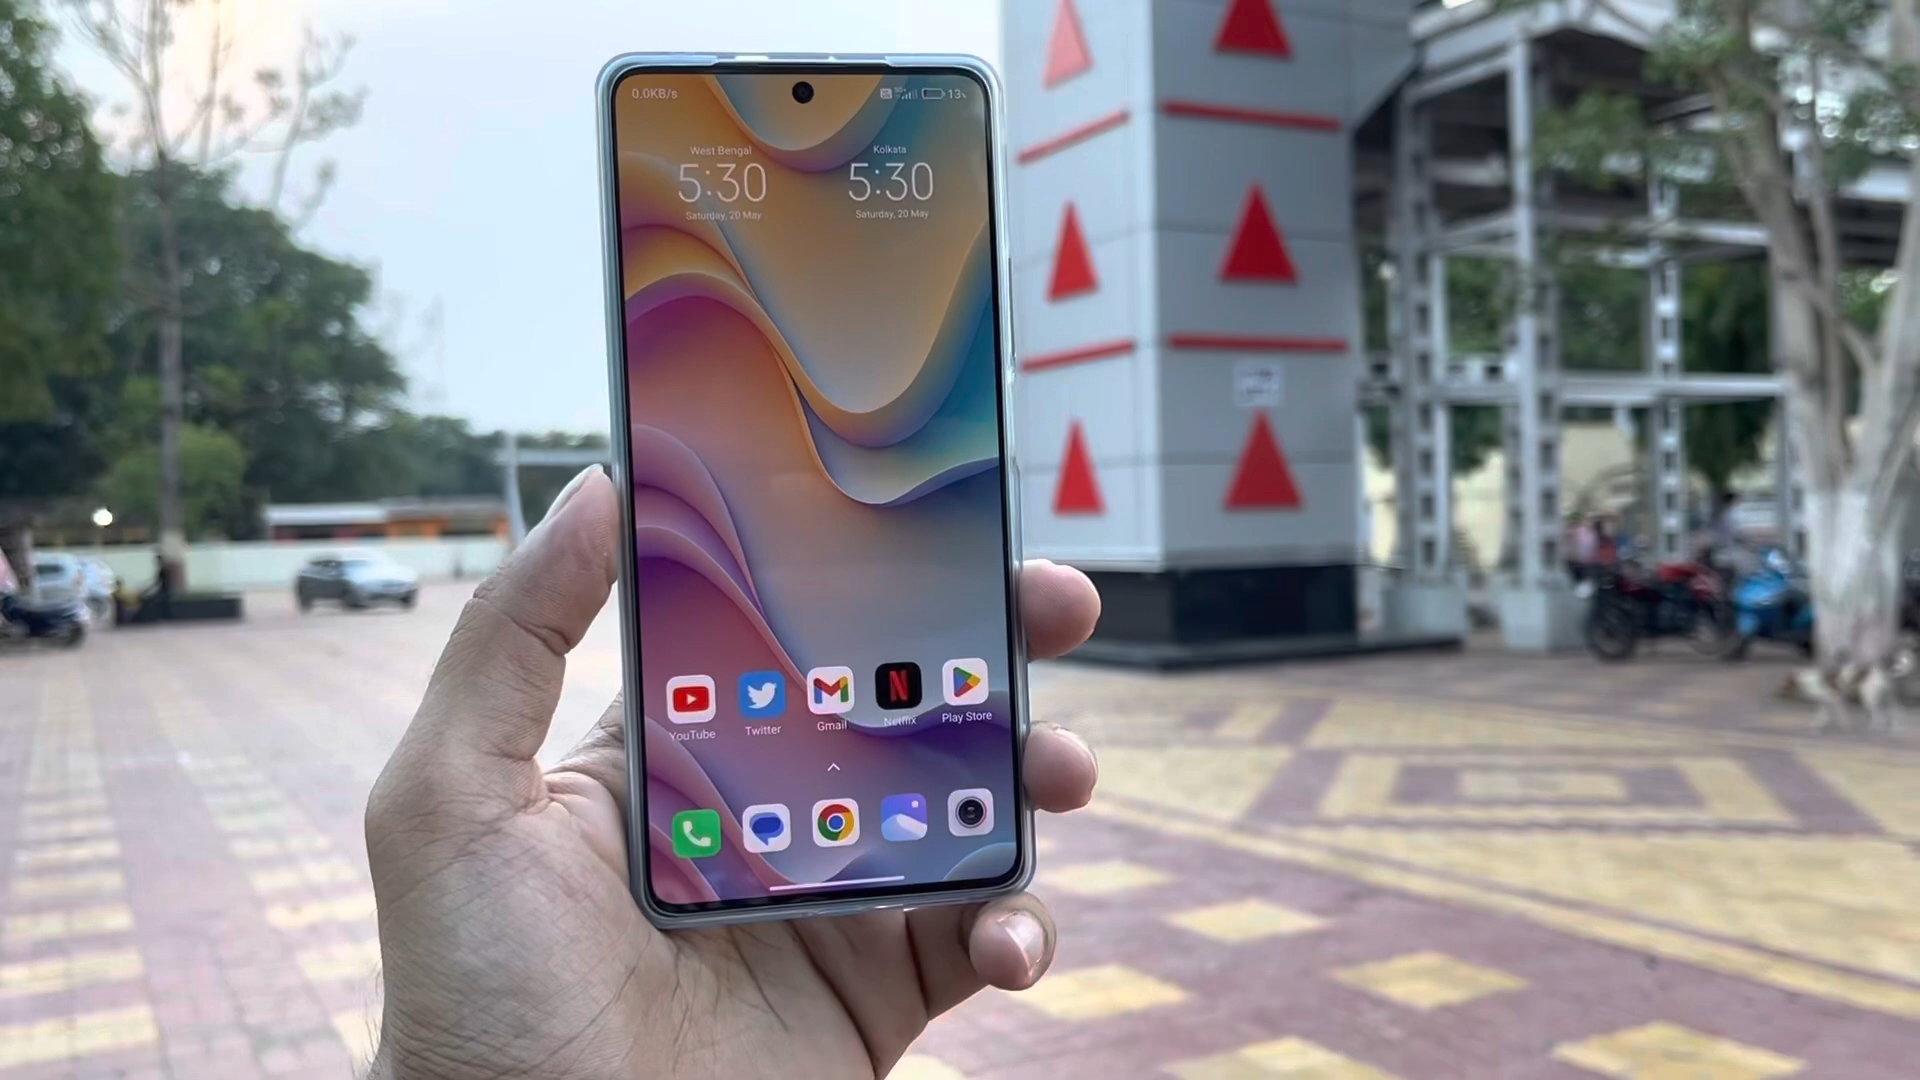 0.0KB/s
13%
West Bengal
Kolkata
5:30
5:30
Saturday, 20 May
Saturday, 20 May
YouTube
Twitter
Gmail
Netflix
Play Store